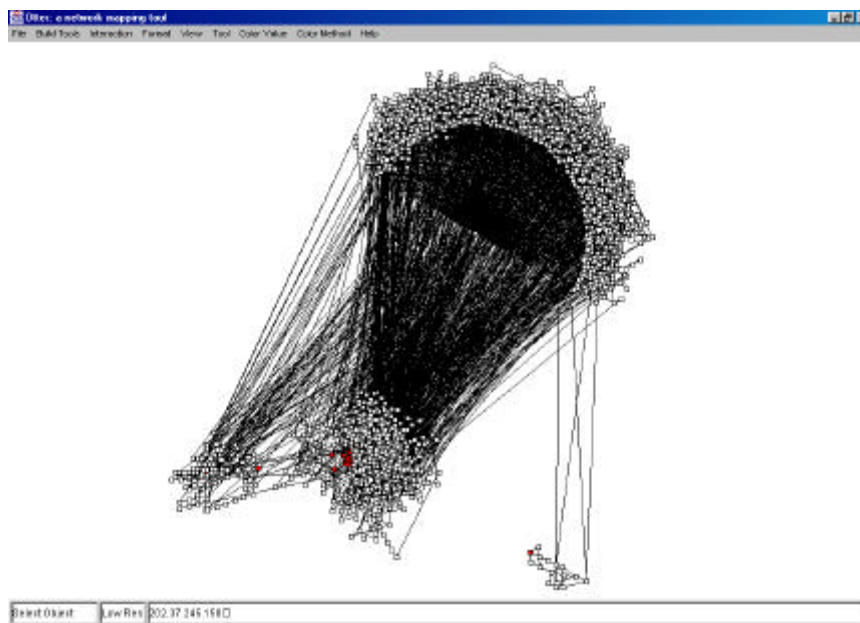 Otter: a network mapping tool
File Build Tools Interaction Format View Tool Color Value Color Method Help
Select Object Low Res 202.37.245.158